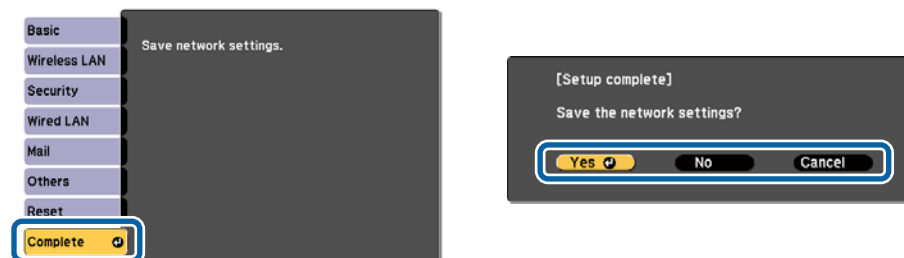 Basic
Wireless LAN
Security
Wired LAN
Mail
Others
Reset
Complete
Save network settings.
[Setup complete]
Save the network settings?
Yes No Cancel